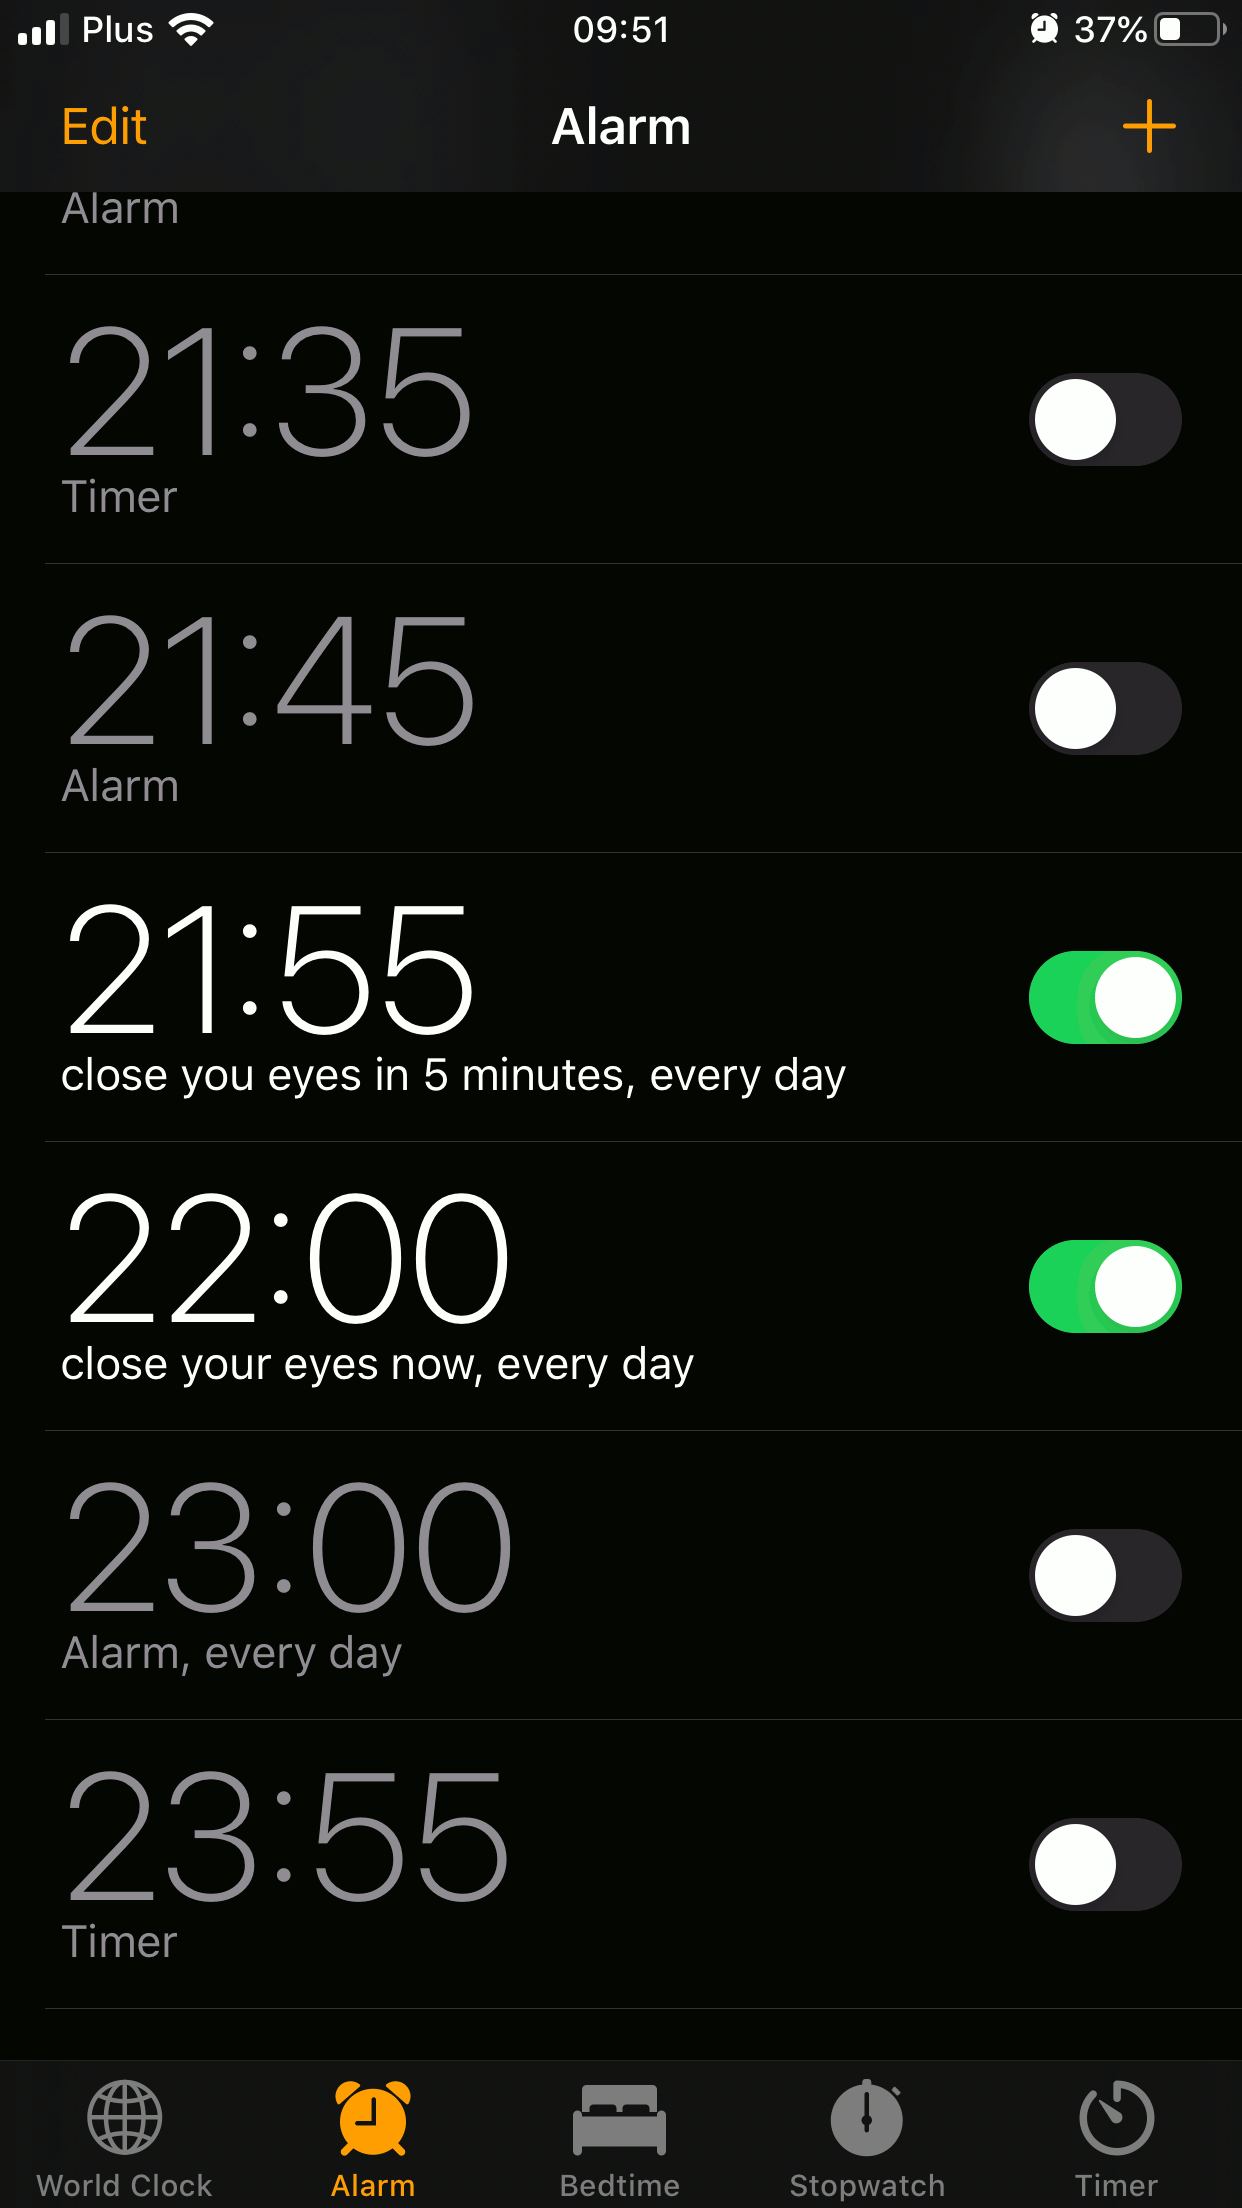 Plus 09:51 37%
Edit Alarm +
Alarm
21:35
Timer
21:45
Alarm
21:55
close you eyes in 5 minutes, every day
22:00
close your eyes now, every day
23:00
Alarm, every day
23:55
Timer
World Clock Alarm Bedtime Stopwatch Timer